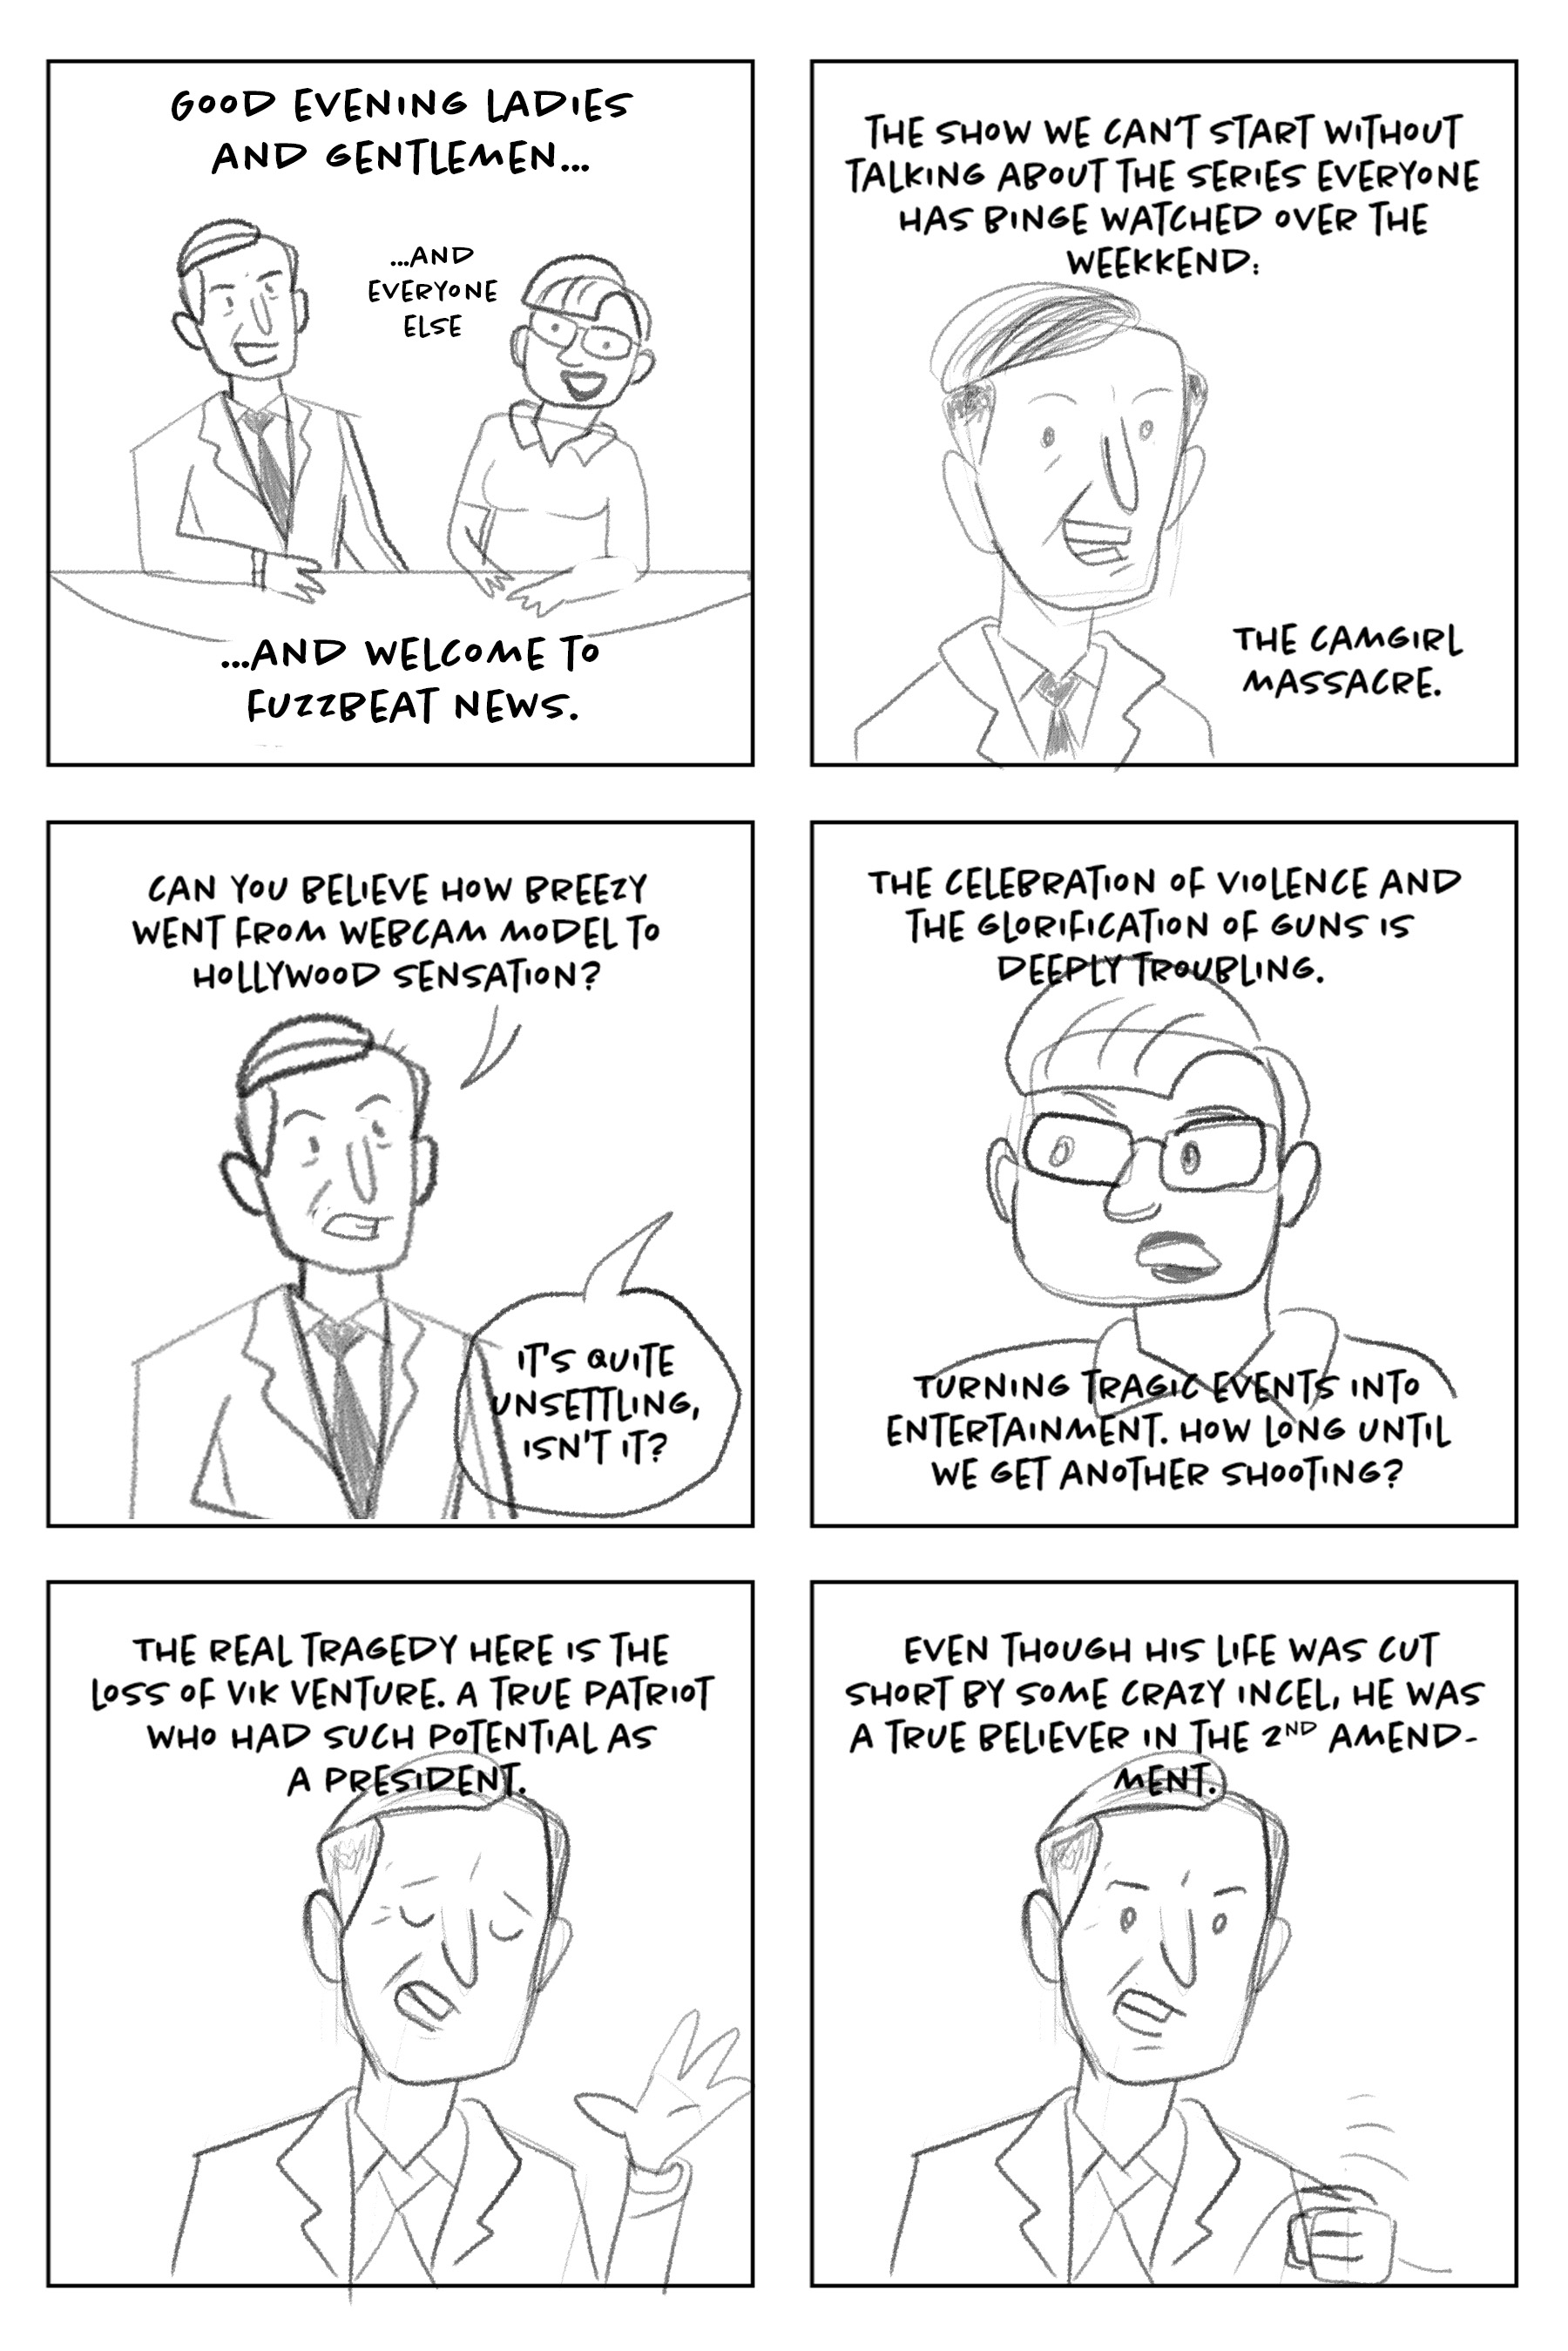 GOOD EVENING LADIES
AND GENTLEMEN...
...AND
EVERYONE
ELSE
...AND WELCOME TO
FUZZBEAT NEWS.
THE SHOW WE CAN'T START WITHOUT
TALKING ABOUT THE SERIES EVERYONE
HAS BINGE WATCHED OVER THE
WEEKKEND:
THE CAMGIRL
MASSACRE.
CAN YOU BELIEVE HOW BREEZY
WENT FROM WEBCAM MODEL TO
HOLLYWOOD SENSATION?
IT'S QUITE
UNSETTLING,
ISN'T IT?
THE CELEBRATION OF VIOLENCE AND
THE GLORIFICATION OF GUNS IS
DEEPLY TROUBLING.
TURNING TRAGIC EVENTS INTO
ENTERTAINMENT. HOW LONG UNTIL
WE GET ANOTHER SHOOTING?
THE REAL TRAGEDY HERE IS THE
LOSS OF VIK VENTURE. A TRUE PATRIOT
WHO HAD SUCH POTENTIAL AS
A PRESIDENT.
EVEN THOUGH HIS LIFE WAS CUT
SHORT BY SOME CRAZY INCEL, HE WAS
A TRUE BELIEVER IN THE 2ND AMEND-
MENT.